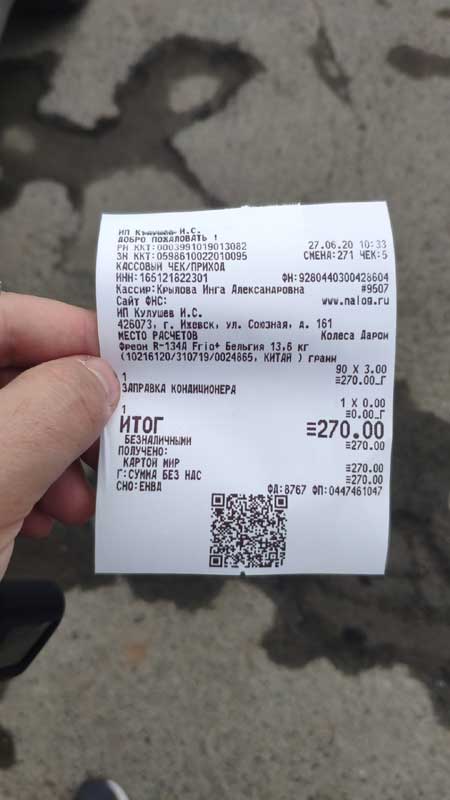 ИП Кулушев И.С.
ДОБРО ПОЖАЛОВАТЬ !
РН ККТ:0003991019013082 27.06.20 10:33
ЗН ККТ:0598610022010095 СМЕНА:271 ЧЕК:5
КАССОВЫЙ ЧЕК/ПРИХОД
ИНН:165121822301 ФН:9280440300428604
Кассир:Крылова Инга Александровна #9507
Сайт ФНС: www.nalog.ru
ИП Кулушев И.С.
426073, г. Ижевск, ул. Союзная, д. 161
МЕСТО РАСЧЕТОВ Колеса Даром
Фреон R-134A Frio+ Бельгия 13,6 кг
(10216120/310719/0024865, КИТАЙ ) грамм
90 X 3.00
1 ≡270.00_Г
ЗАПРАВКА КОНДИЦИОНЕРА
1 X 0.00
1 ≡0.00_Г
ИТОГ ≡270.00
БЕЗНАЛИЧНЫМИ ≡270.00
ПОЛУЧЕНО:
КАРТОЙ МИР ≡270.00
Г:СУММА БЕЗ НДС ≡270.00
СНО:ЕНВД ФД:8767 ФП:0447461047